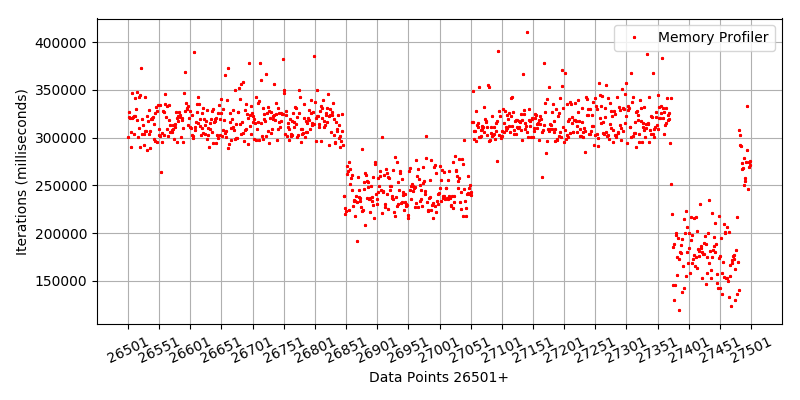 Memory Profiler
400000
350000
300000
250000
200000
150000
Iterations (milliseconds)
26501 26551 26601 26651 26701 26751 26801 26851 26901 26951 27001 27051 27101 27151 27201 27251 27301 27351 27401 27451 27501
Data Points 26501+